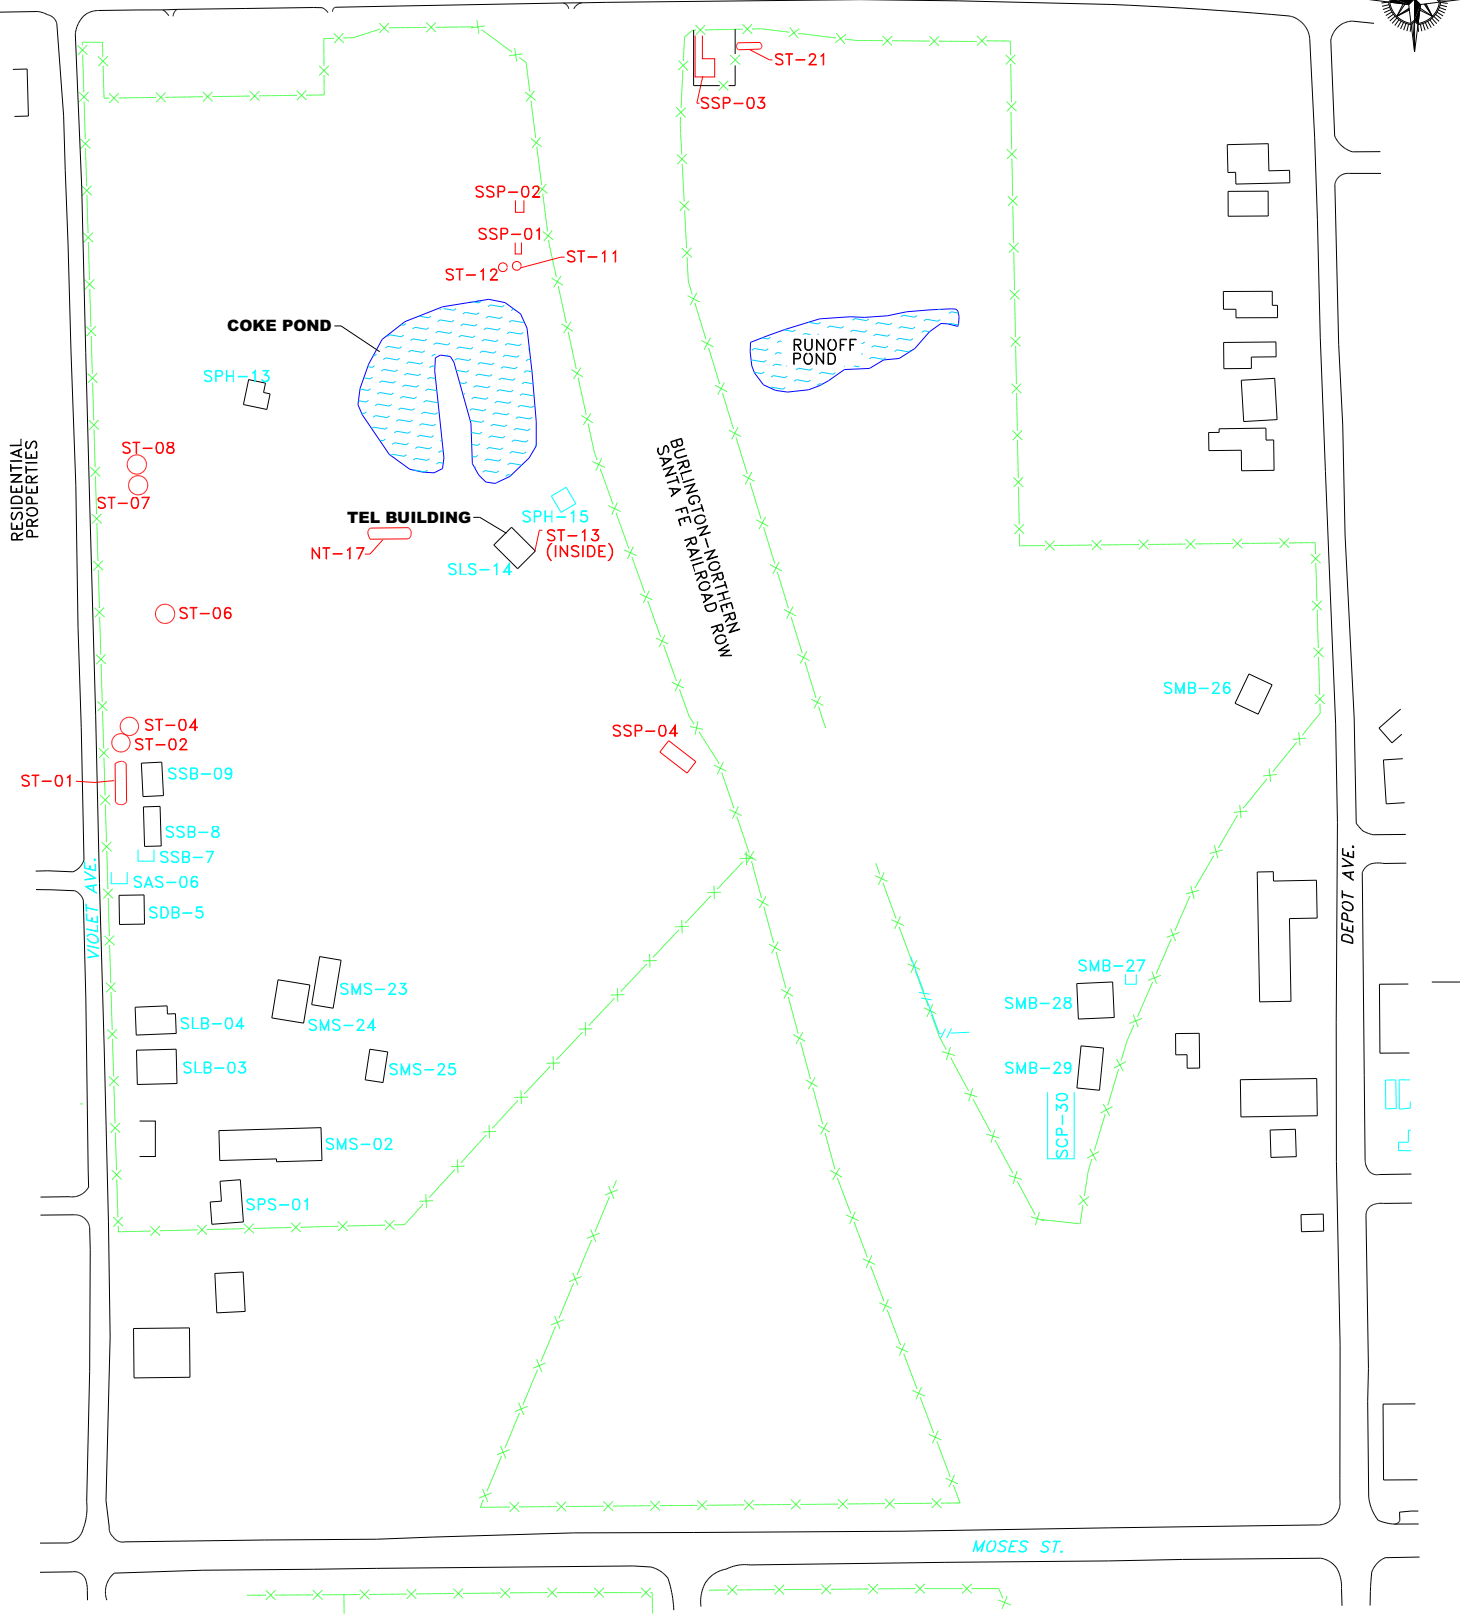 ST-21
SSP-03
SSP-02
SSP-01
ST-11
ST-12
COKE POND
RUNOFF
POND
SPH-13
ST-08
ST-07
RESIDENTIAL
PROPERTIES
TEL BUILDING
SPH-15
ST-13
(INSIDE)
NT-17
SLS-14
BURLINGTON-NORTHERN
SANTA FE RAILROAD ROW
ST-06
SMB-26
ST-04
ST-02
SSP-04
ST-01
SSB-09
SSB-8
SSB-7
SAS-06
SDB-5
VIOLET AVE.
DEPOT AVE.
SMS-23
SMS-24
SMB-27
SMB-28
SLB-04
SLB-03
SMS-25
SMB-29
SCP-30
SMS-02
SPS-01
MOSES ST.